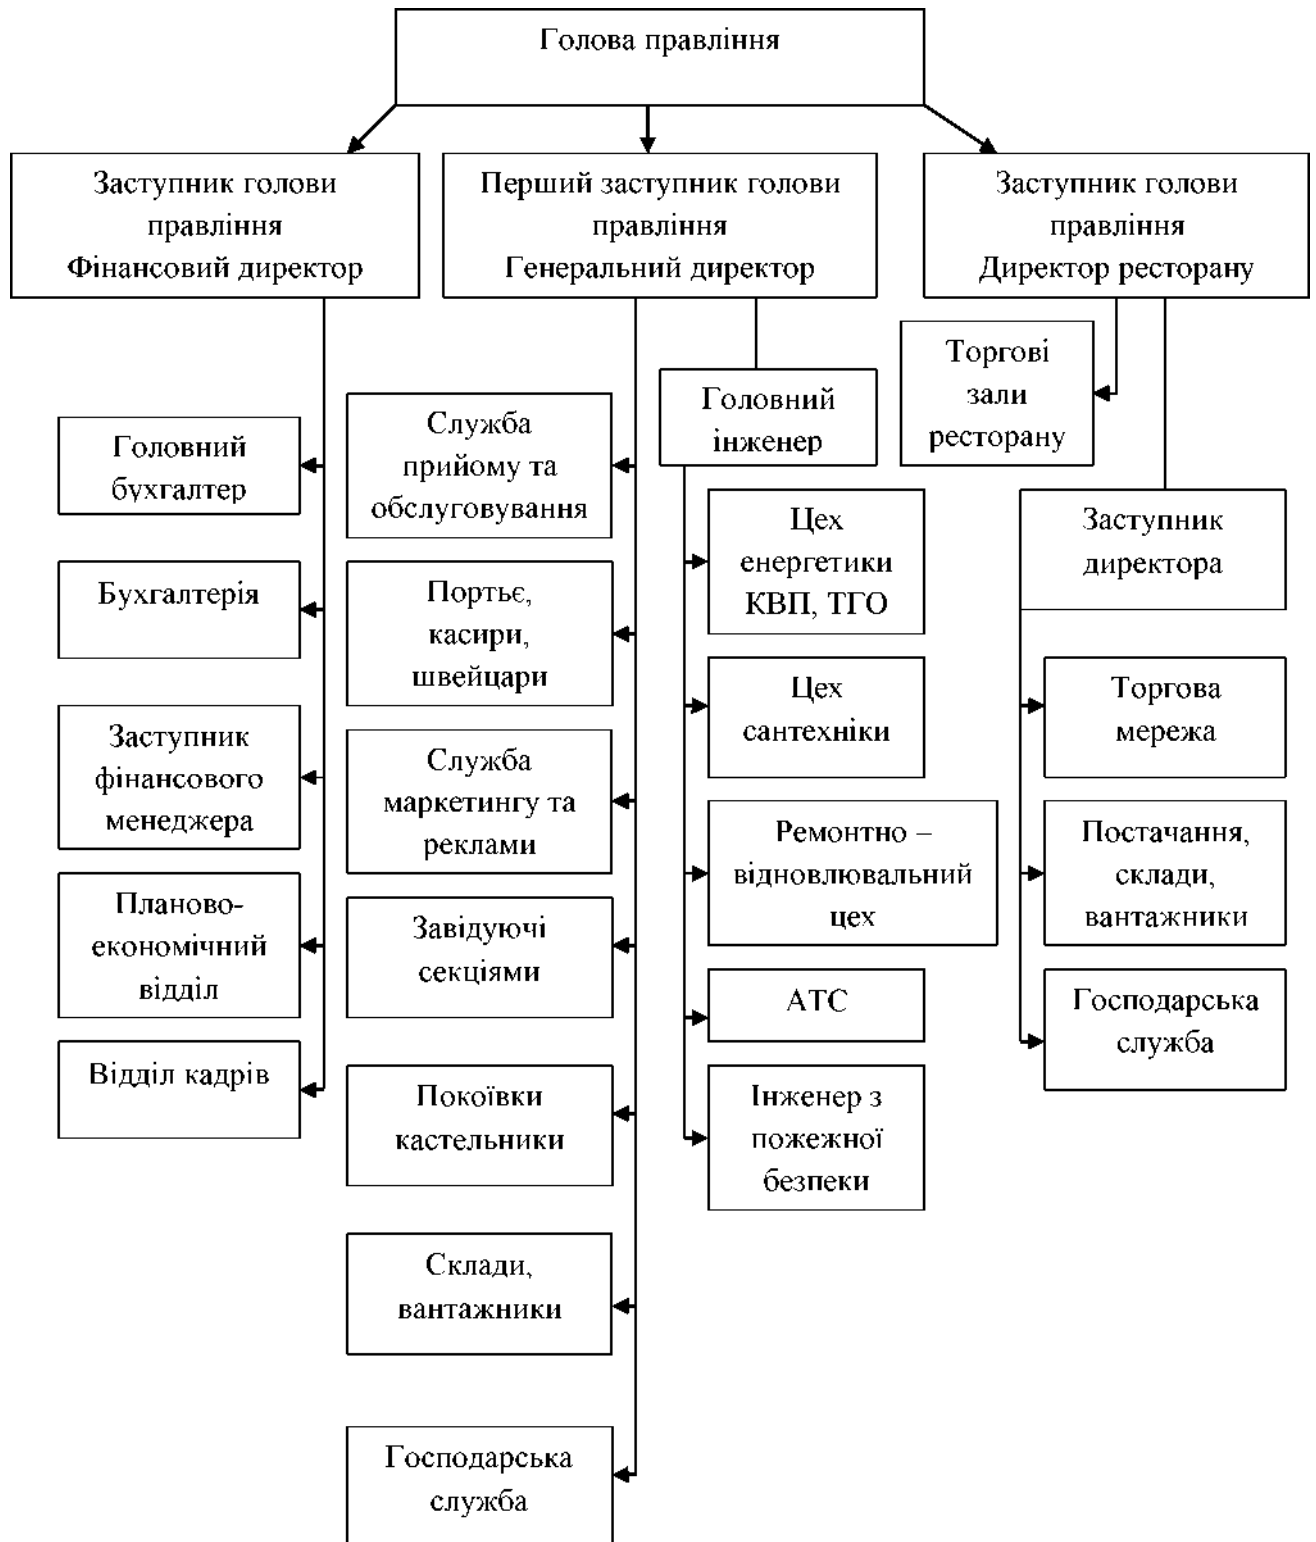 Голова правління
Заступник голови
правління
Фінансовий директор
Перший заступник голови
правління
Генеральний директор
Заступник голови
правління
Директор ресторану
Головний
бухгалтер
Бухгалтерія
Заступник
фінансового
менеджера
Планово-
економічний
відділ
Відділ кадрів
Служба
прийому та
обслуговування
Портьє,
касири,
швейцари
Служба
маркетингу та
реклами
Завідуючі
секціями
Покоївки
кастельники
Склади,
вантажники
Господарська
служба
Головний
інженер
Цех
енергетики
КВП, ТГО
Цех
сантехніки
Ремонтно –
відновлювальний
цех
АТС
Інженер з
пожежної
безпеки
Торгові
зали
ресторану
Заступник
директора
Торгова
мережа
Постачання,
склади,
вантажники
Господарська
служба